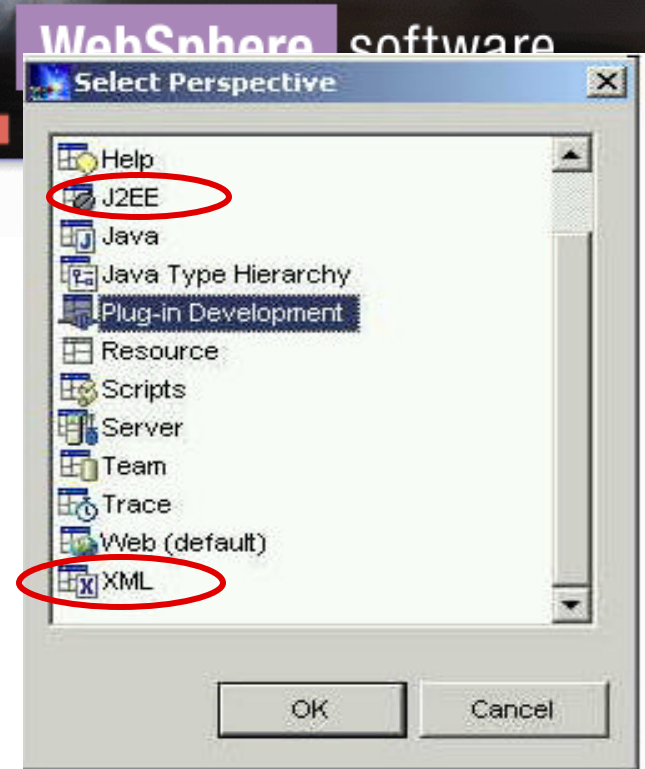 WebSphere software
Select Perspective
Help
J2EE
Java
Java Type Hierarchy
Plug-in Development
Resource
Scripts
Server
Team
Trace
Web (default)
XML
OK Cancel